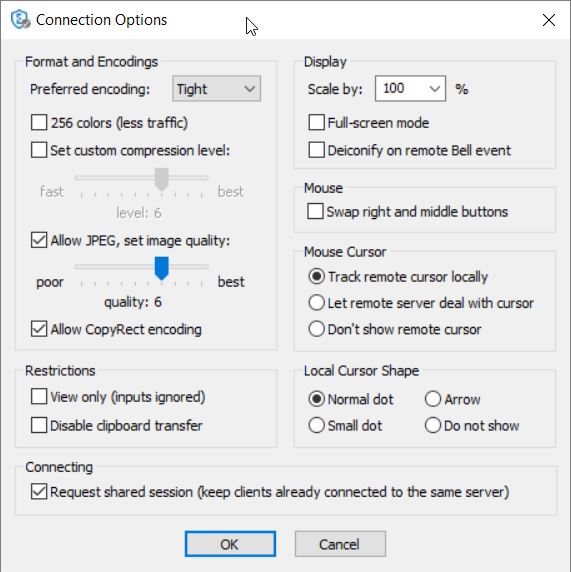 Connection Options
Format and Encodings
Preferred encoding: Tight
256 colors (less traffic)
Set custom compression level:
fast best
level: 6
Allow JPEG, set image quality:
poor best
quality: 6
Allow CopyRect encoding
Display
Scale by: 100 %
Full-screen mode
Deiconify on remote Bell event
Mouse
Swap right and middle buttons
Mouse Cursor
Track remote cursor locally
Let remote server deal with cursor
Don't show remote cursor
Restrictions
View only (inputs ignored)
Disable clipboard transfer
Local Cursor Shape
Normal dot Arrow
Small dot Do not show
Connecting
Request shared session (keep clients already connected to the same server)
OK Cancel